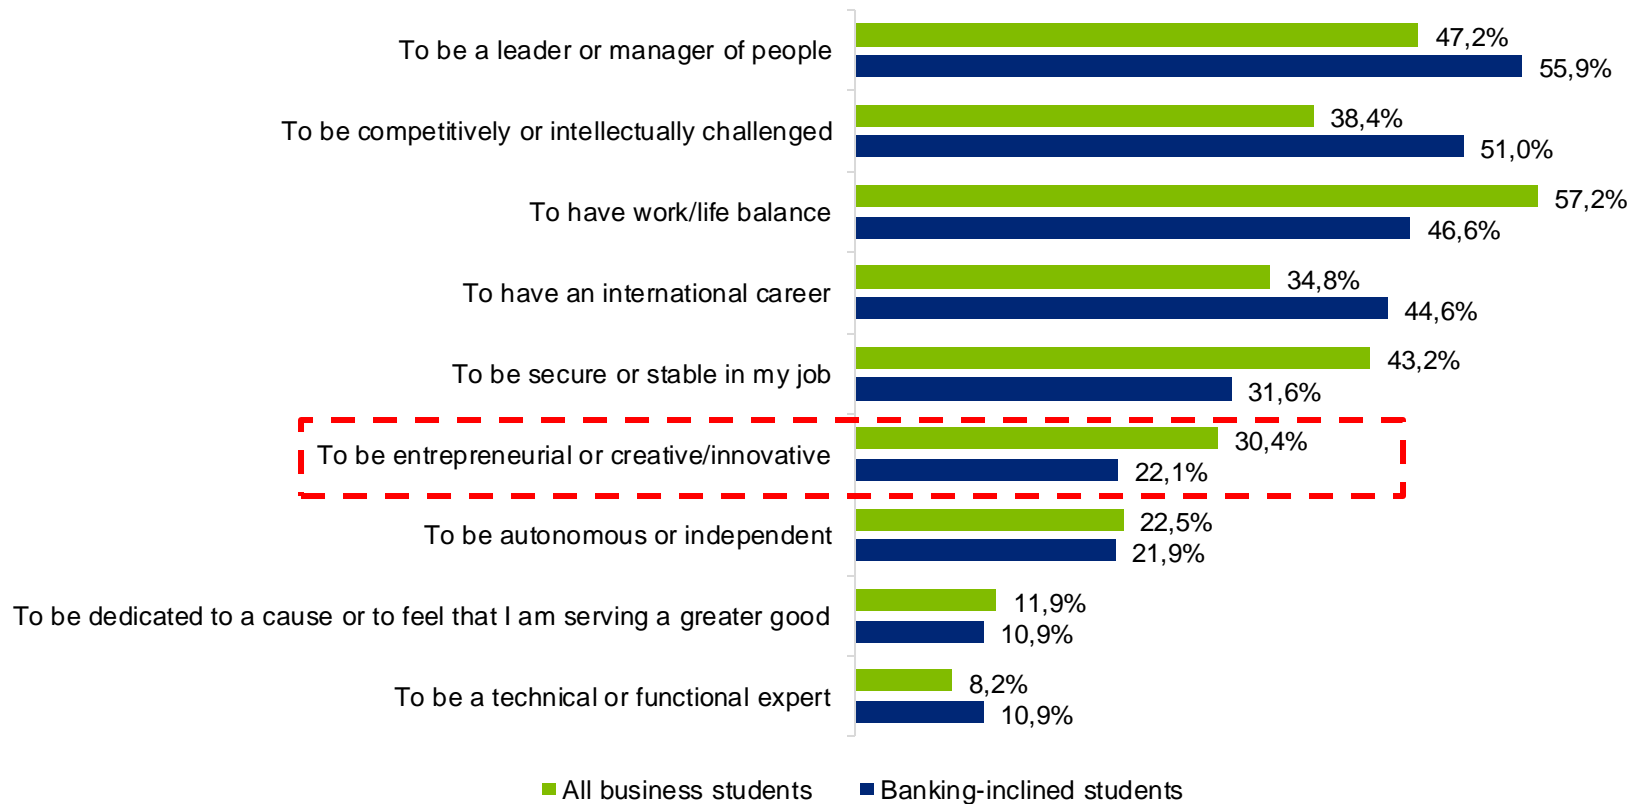 To be a leader or manager of people
47,2%
55,9%
To be competitively or intellectually challenged
38,4%
51,0%
To have work/life balance
57,2%
46,6%
To have an international career
34,8%
44,6%
To be secure or stable in my job
43,2%
31,6%
To be entrepreneurial or creative/innovative
30,4%
22,1%
To be autonomous or independent
22,5%
21,9%
To be dedicated to a cause or to feel that I am serving a greater good
11,9%
10,9%
To be a technical or functional expert
8,2%
10,9%
All business students
Banking-inclined students